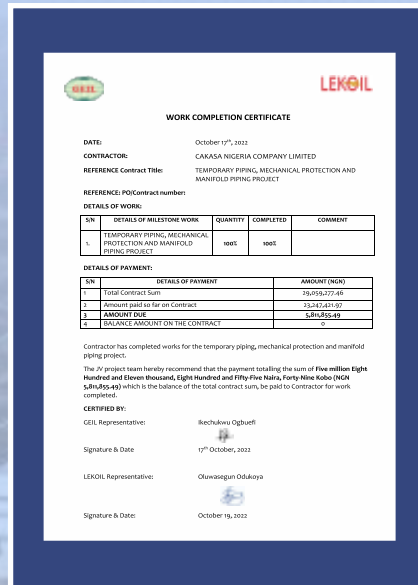 GEIL
LEKOIL
WORK COMPLETION CERTIFICATE
DATE: October 17th, 2022
CONTRACTOR: CAKASA NIGERIA COMPANY LIMITED
REFERENCE Contract Title: TEMPORARY PIPING, MECHANICAL PROTECTION AND
MANIFOLD PIPING PROJECT
REFERENCE: PO/Contract number:
DETAILS OF WORK:
S/N DETAILS OF MILESTONE WORK QUANTITY COMPLETED COMMENT
1. TEMPORARY PIPING, MECHANICAL
PROTECTION AND MANIFOLD 100% 100%
PIPING PROJECT
DETAILS OF PAYMENT:
S/N DETAILS OF PAYMENT AMOUNT (NGN)
1 Total Contract Sum 29,059,277.46
2 Amount paid so far on Contract 23,247,421.97
3 AMOUNT DUE 5,811,855.49
4 BALANCE AMOUNT ON THE CONTRACT 0
Contractor has completed works for the temporary piping, mechanical protection and manifold
piping project.
The JV project team hereby recommend that the payment totalling the sum of Five million Eight
Hundred and Eleven thousand, Eight Hundred and Fifty-Five Naira, Forty-Nine Kobo (NGN
5,811,855.49) which is the balance of the total contract sum, be paid to Contractor for work
completed.
CERTIFIED BY:
GEIL Representative: Ikechukwu Ogbuefi
Signature & Date 17th October, 2022
LEKOIL Representative: Oluwasegun Odukoya
Signature & Date: October 19, 2022